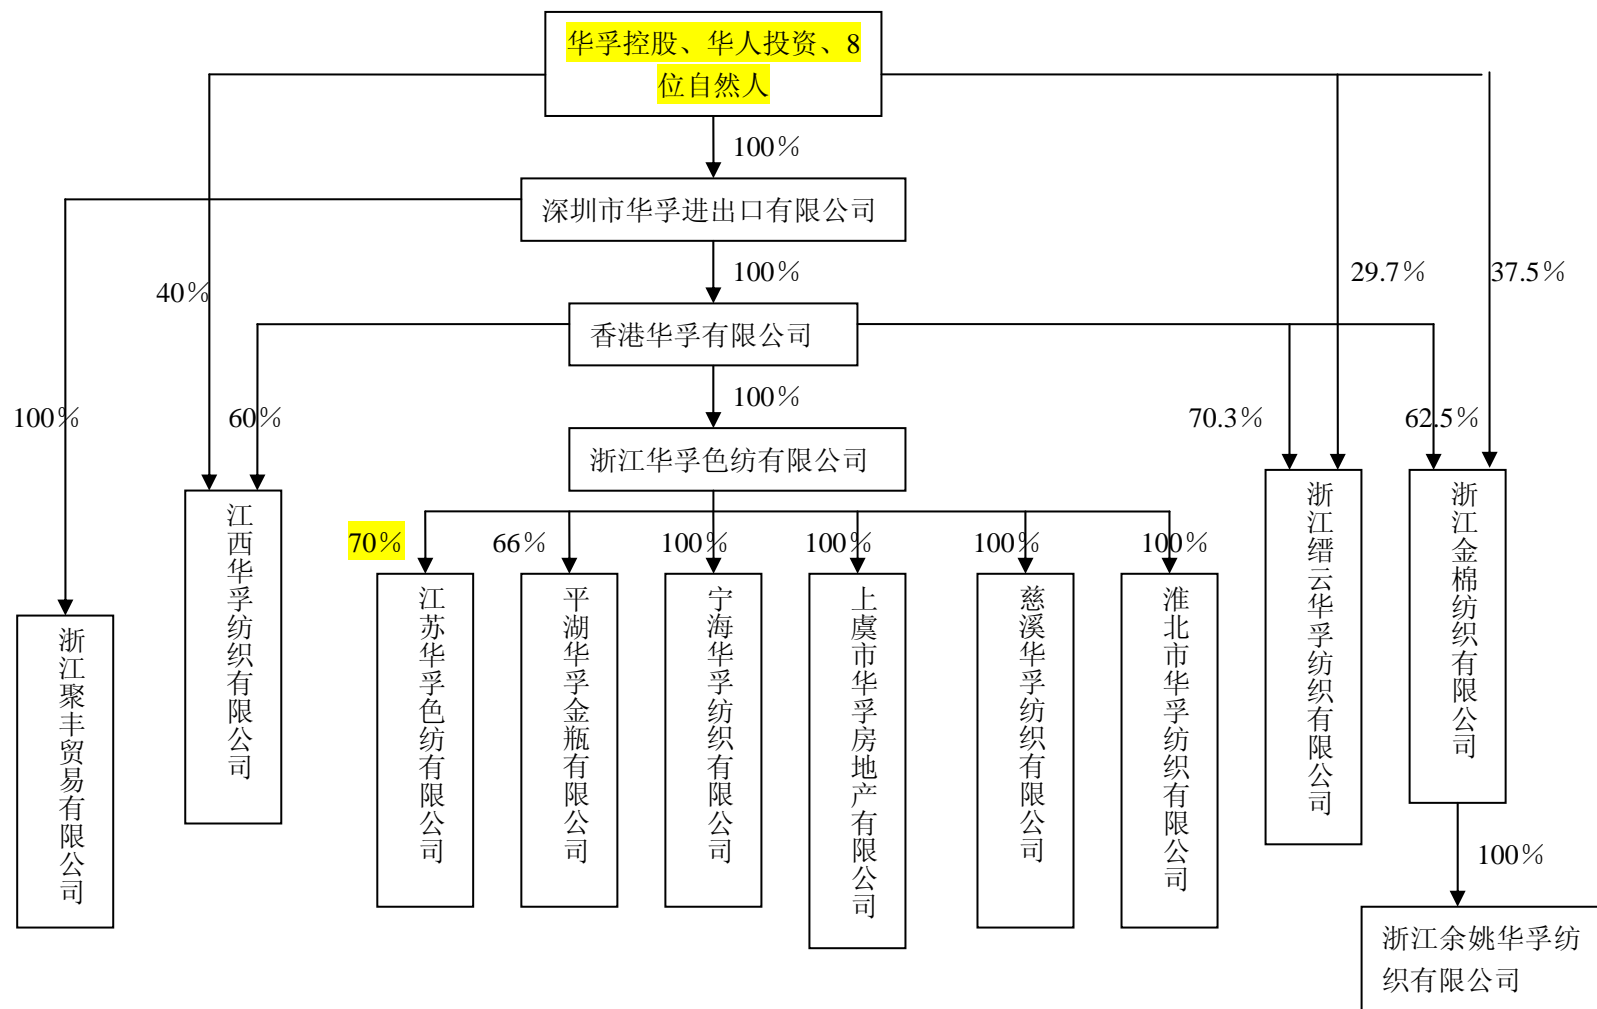 华孚控股、华人投资、8
位自然人
100％
深圳市华孚进出口有限公司
100％
40％
29.7％
37.5％
香港华孚有限公司
100％
100％
60％
70.3％
62.5％
浙江华孚色纺有限公司
70％
66％
100％
100％
100％
100％
浙江聚丰贸易有限公司
江西华孚纺织有限公司
江苏华孚色纺有限公司
平湖华孚金瓶有限公司
宁海华孚纺织有限公司
上虞市华孚房地产有限公司
慈溪华孚纺织有限公司
淮北市华孚纺织有限公司
浙江缙云华孚纺织有限公司
浙江金棉纺织有限公司
100％
浙江余姚华孚纺
织有限公司